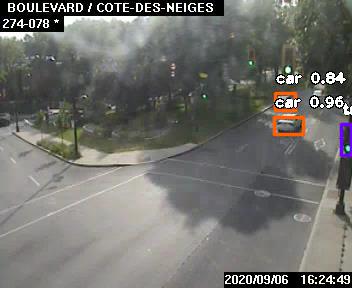 BOULEVARD / COTE-DES-NEIGES
274-078 *
car 0.84
car 0.96
2020/09/06 16:24:49